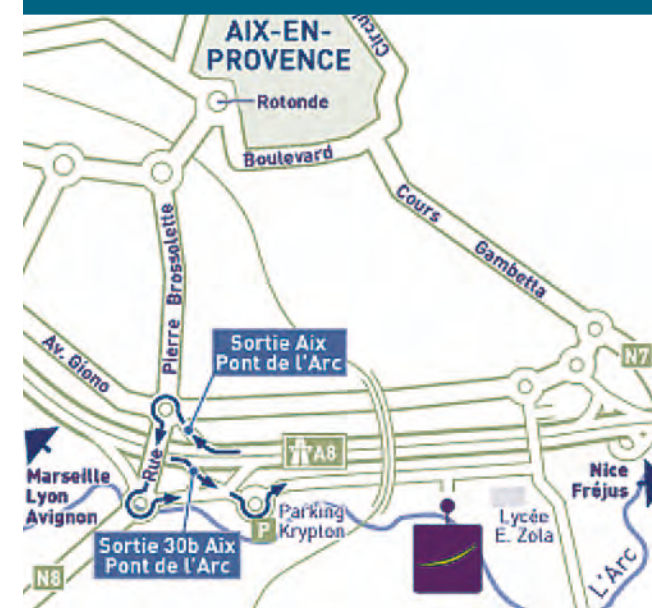 AIX-EN-
PROVENCE
Rotonde
Boulevard
Cours
Gambetta
Rue Pierre Brossolette
Av. Giono
Sortie Aix
Pont de l'Arc
N7
A8
Marseille
Lyon
Avignon
Nice
Fréjus
P
Parking
Krypton
Lycée
E. Zola
Sortie 30b Aix
Pont de l'Arc
N8
L'Arc